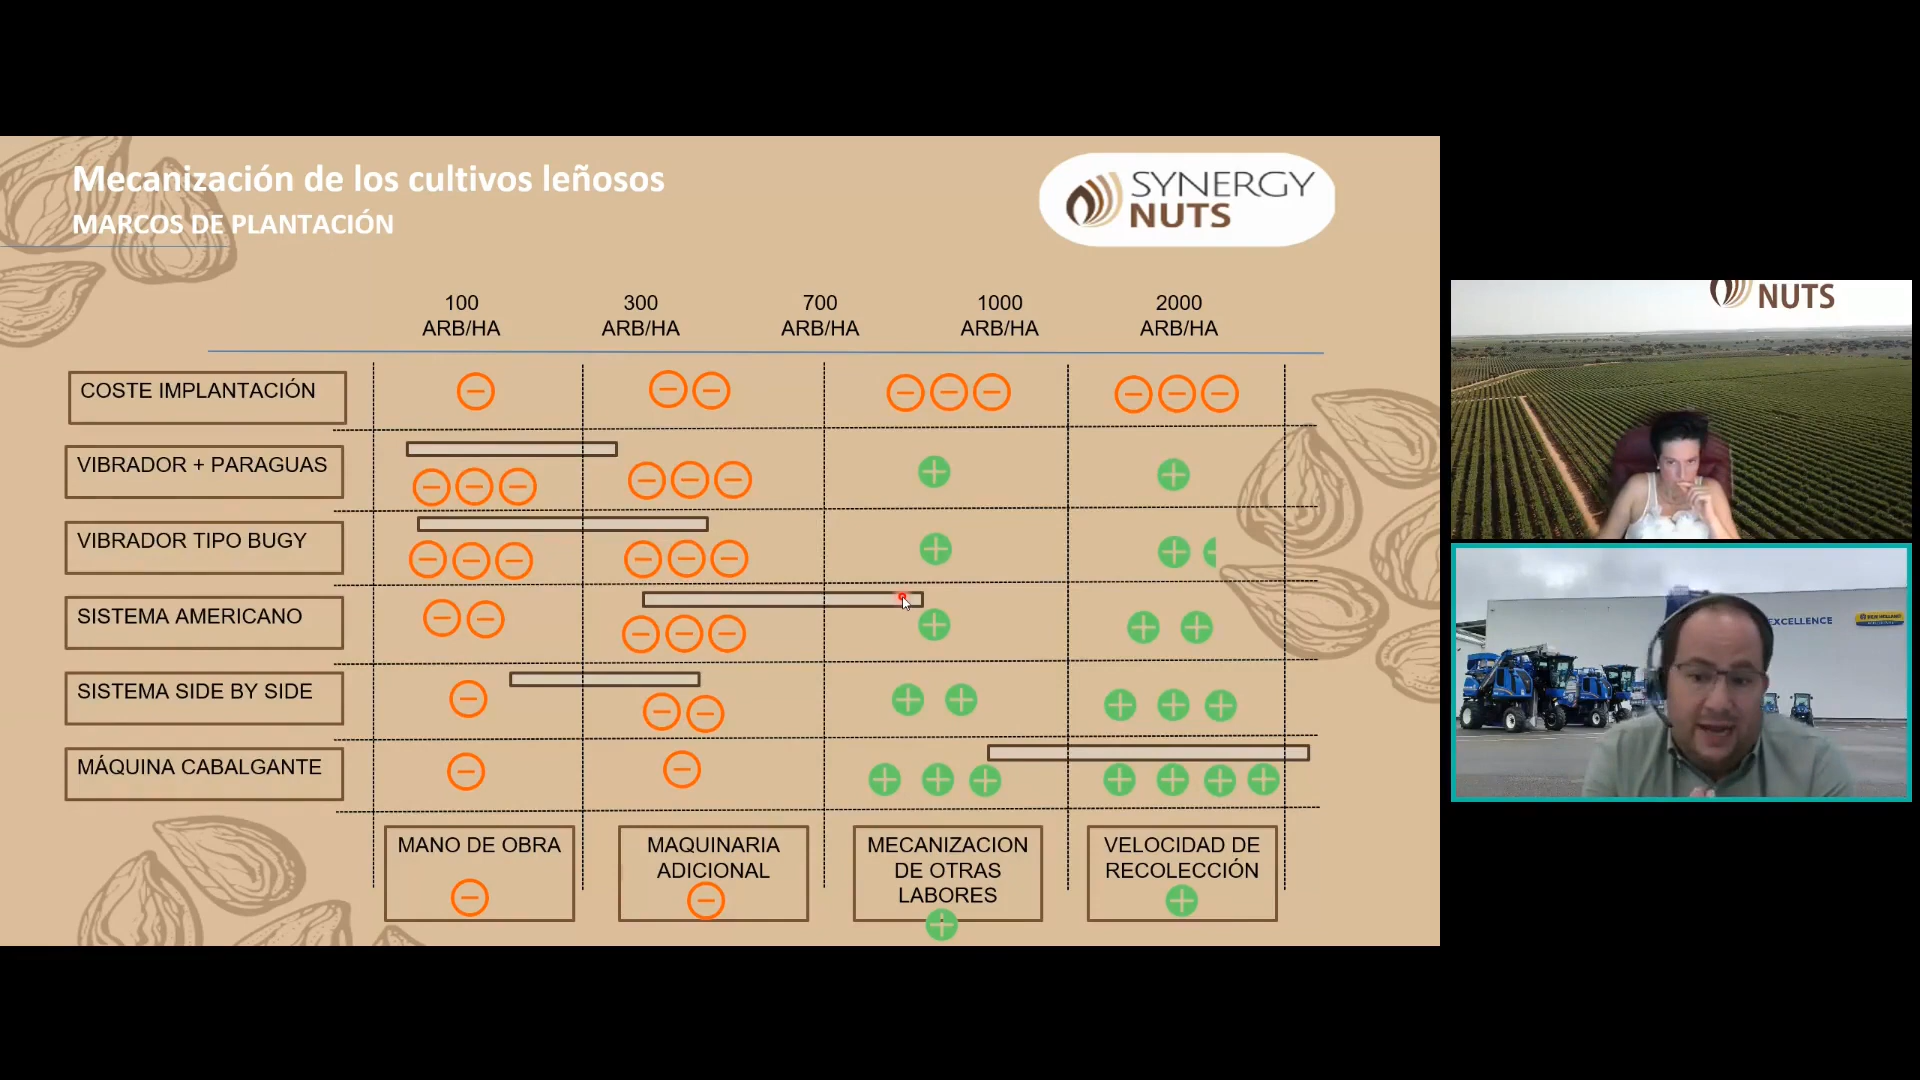 Mecanización de los cultivos leñosos
MARCOS DE PLANTACIÓN
SYNERGY
NUTS
100 300 700 1000 2000
ARB/HA ARB/HA ARB/HA ARB/HA ARB/HA
COSTE IMPLANTACIÓN
VIBRADOR + PARAGUAS
VIBRADOR TIPO BUGY
SISTEMA AMERICANO
SISTEMA SIDE BY SIDE
MÁQUINA CABALGANTE
MANO DE OBRA
MAQUINARIA
ADICIONAL
MECANIZACION
DE OTRAS
LABORES
VELOCIDAD DE
RECOLECCIÓN
NUTS
EXCELLENCE
NEW HOLLAND